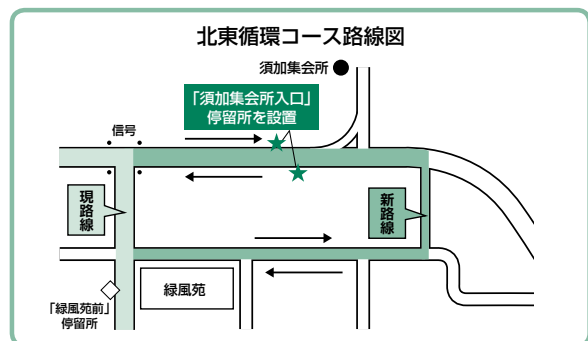 北東循環コース路線図
須加集会所
「須加集会所入口」
停留所を設置
信号
現路線
新路線
緑風苑
「緑風苑前」
停留所